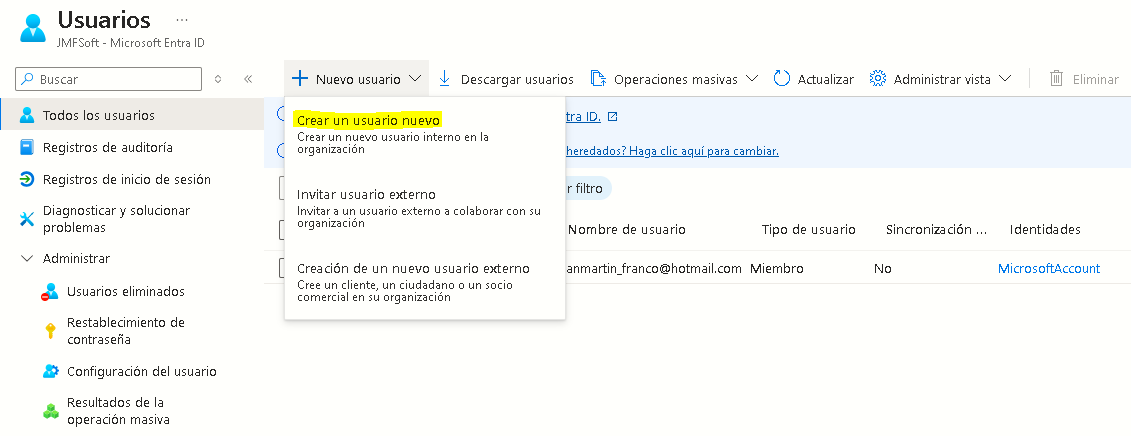 Usuarios ...
JMFSoft - Microsoft Entra ID
Buscar
Nuevo usuario
Descargar usuarios
Operaciones masivas
Actualizar
Administrar vista
Eliminar
Todos los usuarios
Registros de auditoría
Registros de inicio de sesión
Diagnosticar y solucionar
problemas
Administrar
Usuarios eliminados
Restablecimiento de
contraseña
Configuración del usuario
Resultados de la
operación masiva
Crear un usuario nuevo
Crear un nuevo usuario interno en la
organización
Invitar usuario externo
Invitar a un usuario externo a colaborar con su
organización
Creación de un nuevo usuario externo
Cree un cliente, un ciudadano o un socio
comercial en su organización
tra ID.
heredados? Haga clic aquí para cambiar.
r filtro
Nombre de usuario
Tipo de usuario
Sincronización ...
Identidades
anmartin_franco@hotmail.com
Miembro
No
MicrosoftAccount